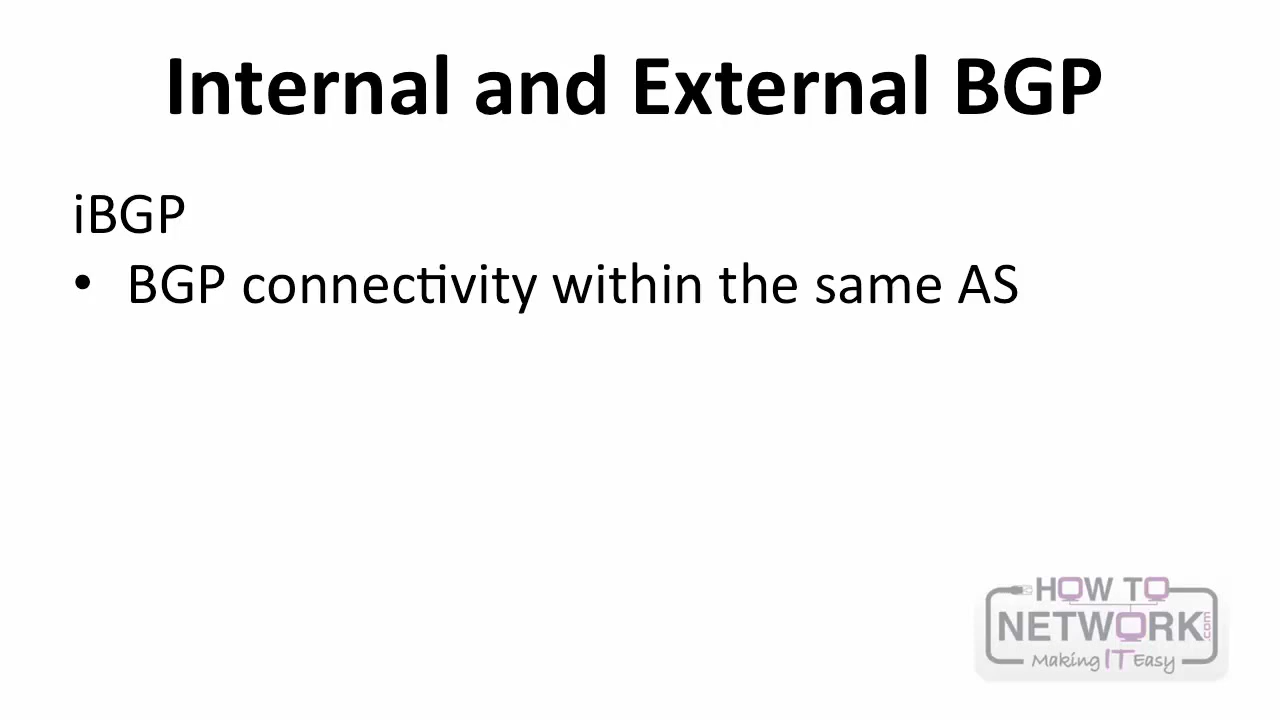 Internal and External BGP
iBGP
• BGP connectivity within the same AS
HOW TO
NETWORK.com
Making IT Easy